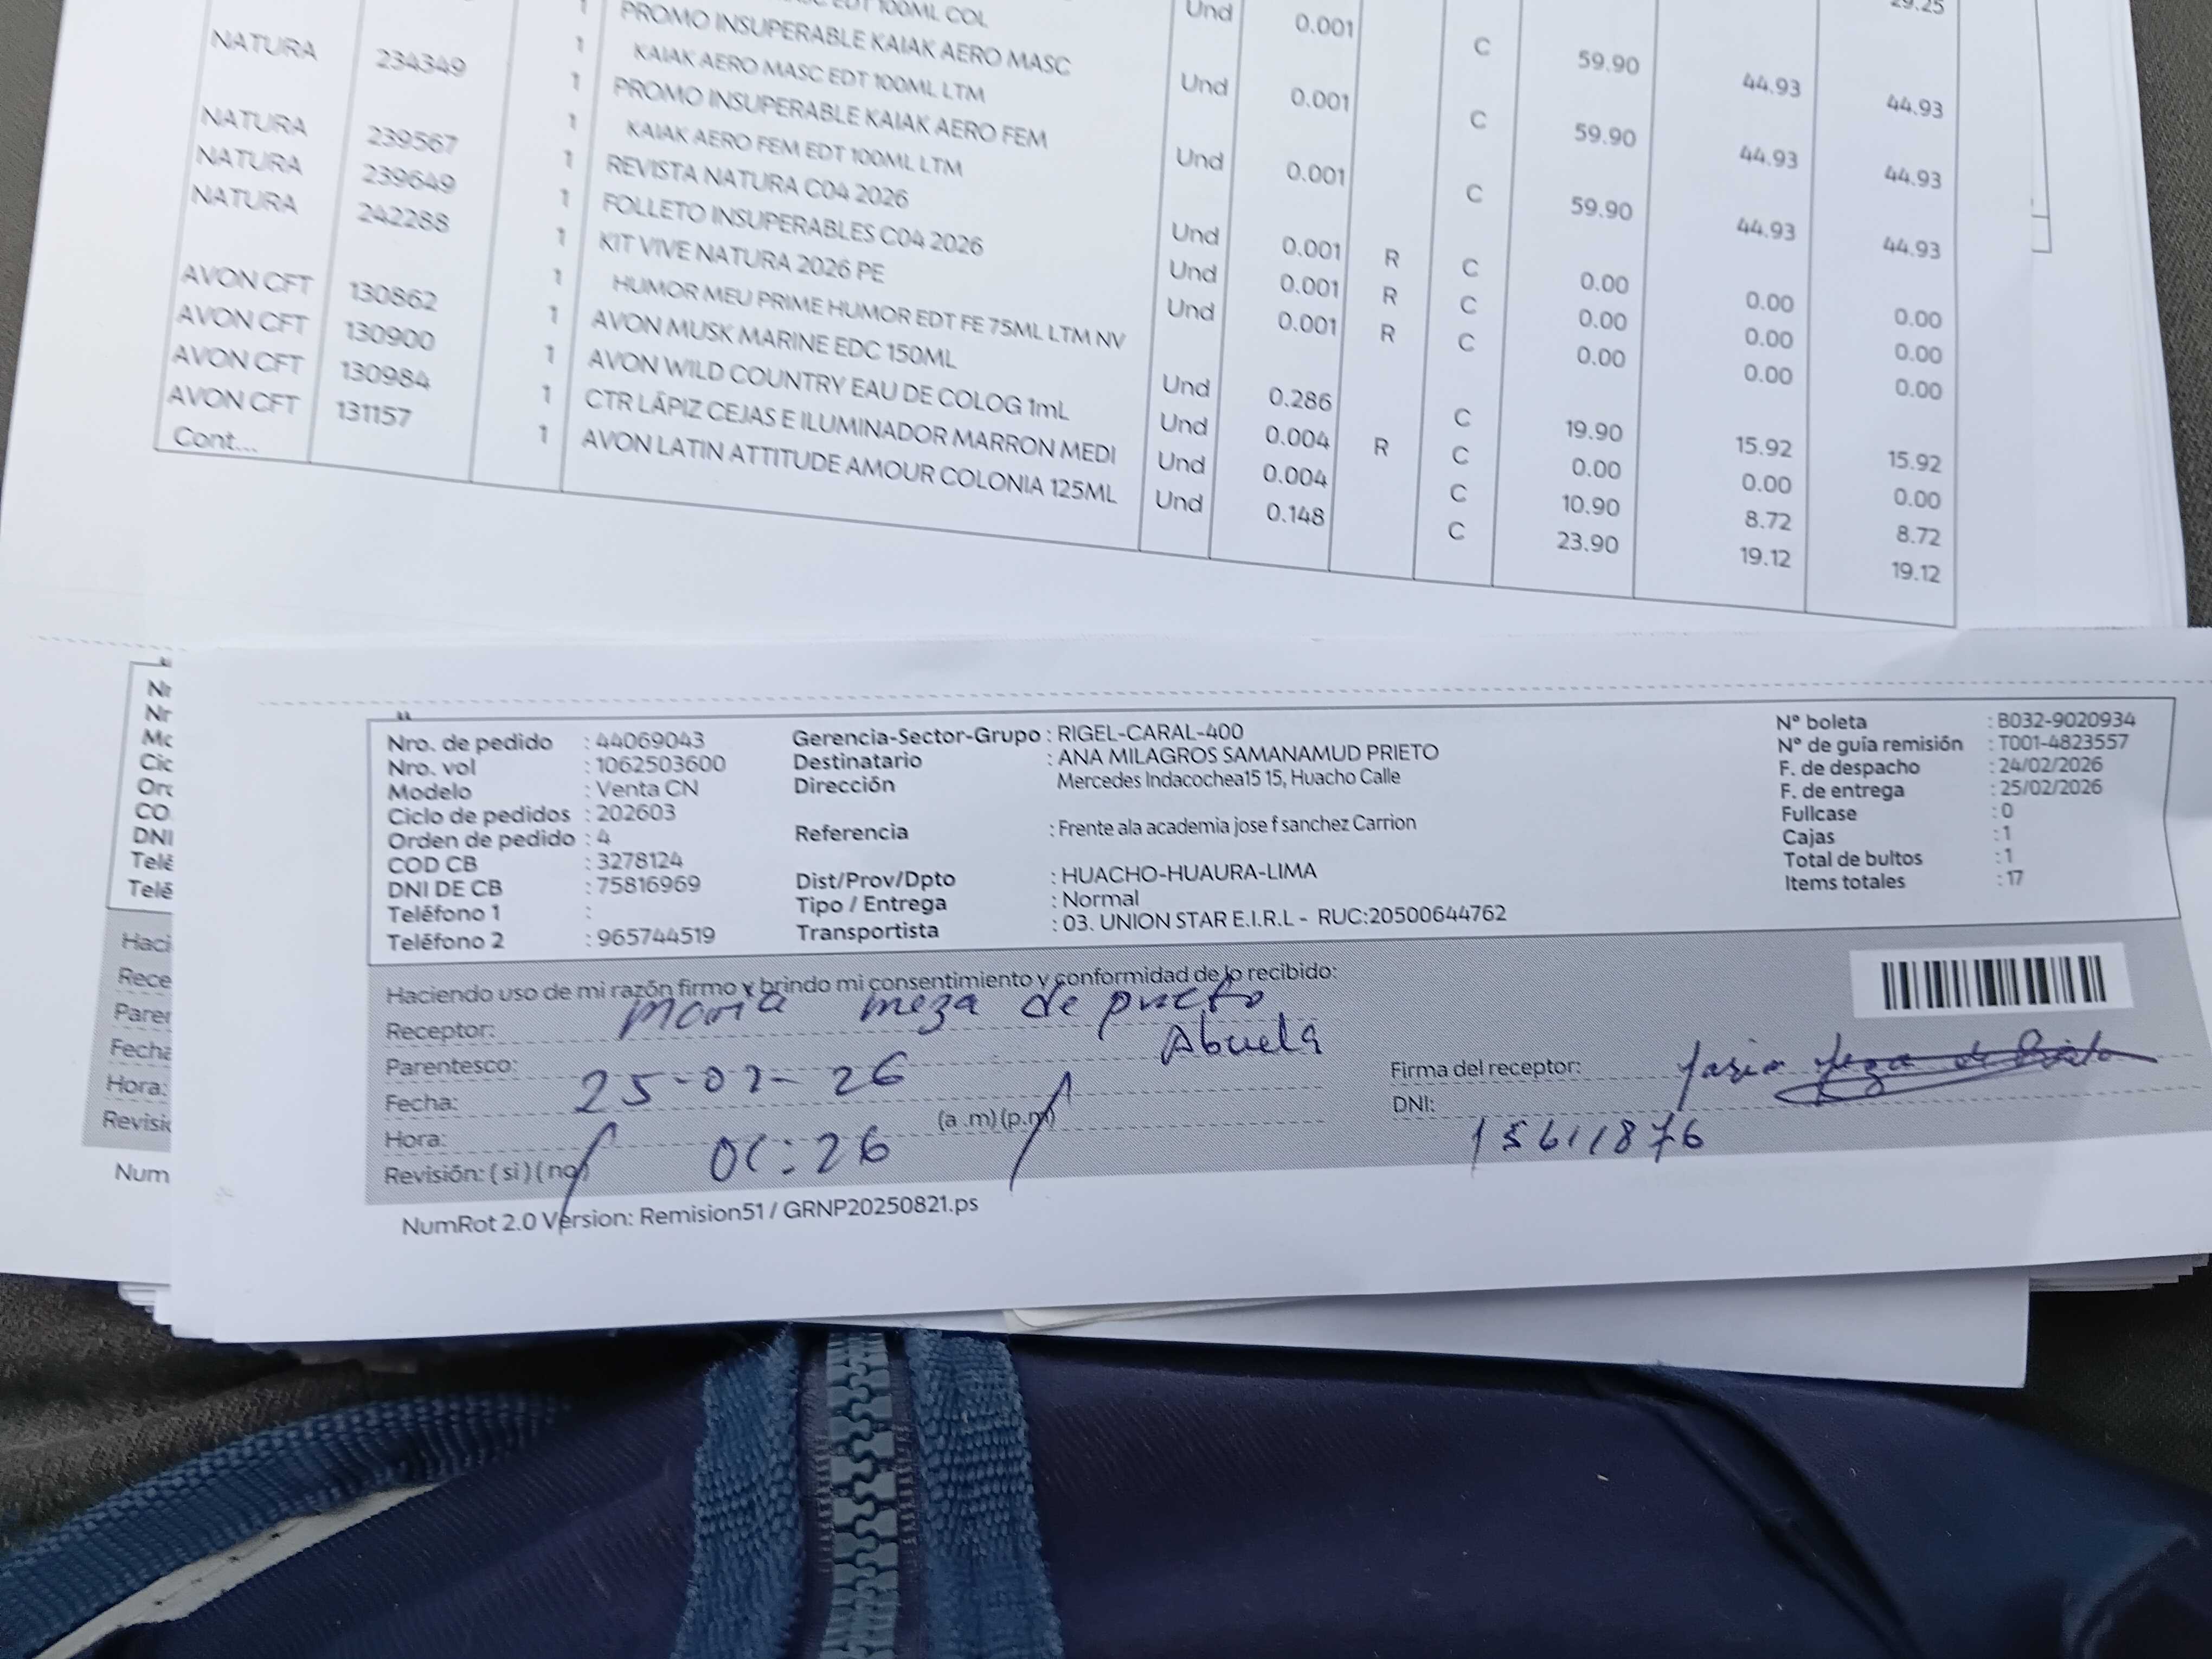 EDT 100ML COL Und 0.001 C 59.90 44.93 44.93
1 PROMO INSUPERABLE KAIAK AERO MASC
NATURA 234349 1 KAIAK AERO MASC EDT 100ML LTM Und 0.001 C 59.90 44.93 44.93
1 PROMO INSUPERABLE KAIAK AERO FEM
1 KAIAK AERO FEM EDT 100ML LTM Und 0.001 C 59.90 44.93 44.93
NATURA 239567 1 REVISTA NATURA C04 2026 Und 0.001 R C 0.00 0.00 0.00
NATURA 239649 1 FOLLETO INSUPERABLES C04 2026 Und 0.001 R C 0.00 0.00 0.00
NATURA 242288 1 KIT VIVE NATURA 2026 PE Und 0.001 R C 0.00 0.00 0.00
1 HUMOR MEU PRIME HUMOR EDT FE 75ML LTM NV
AVON CFT 130862 1 AVON MUSK MARINE EDC 150ML Und 0.286 C 19.90 15.92 15.92
AVON CFT 130900 1 AVON WILD COUNTRY EAU DE COLOG 1mL Und 0.004 R C 0.00 0.00 0.00
AVON CFT 130984 1 CTR LÁPIZ CEJAS E ILUMINADOR MARRON MEDI Und 0.004 C 10.90 8.72 8.72
AVON CFT 131157 1 AVON LATIN ATTITUDE AMOUR COLONIA 125ML Und 0.148 C 23.90 19.12 19.12
Cont...
Nro. de pedido : 44069043 Gerencia-Sector-Grupo : RIGEL-CARAL-400 N° boleta : B032-9020934
Nro. vol : 1062503600 Destinatario : ANA MILAGROS SAMANAMUD PRIETO N° de guía remisión : T001-4823557
Modelo : Venta CN Dirección Mercedes Indacochea15 15, Huacho Calle F. de despacho : 24/02/2026
Ciclo de pedidos : 202603 F. de entrega : 25/02/2026
Orden de pedido : 4 Referencia : Frente ala academia jose f sanchez Carrion Fullcase : 0
COD CB : 3278124 Cajas : 1
DNI DE CB : 75816969 Dist/Prov/Dpto : HUACHO-HUAURA-LIMA Total de bultos : 1
Teléfono 1 : Tipo / Entrega : Normal Items totales : 17
Teléfono 2 : 965744519 Transportista : 03. UNION STAR E.I.R.L - RUC:20500644762
Haciendo uso de mi razón firmo y brindo mi consentimiento y conformidad de lo recibido:
Receptor: Maria meza de prieto
Parentesco: Abuela
Firma del receptor:
Fecha: 25-02-26
DNI: 15611876
Hora: (a .m) (p.m)
Revisión: ( si ) ( no )
NumRot 2.0 Version: Remision51 / GRNP20250821.ps